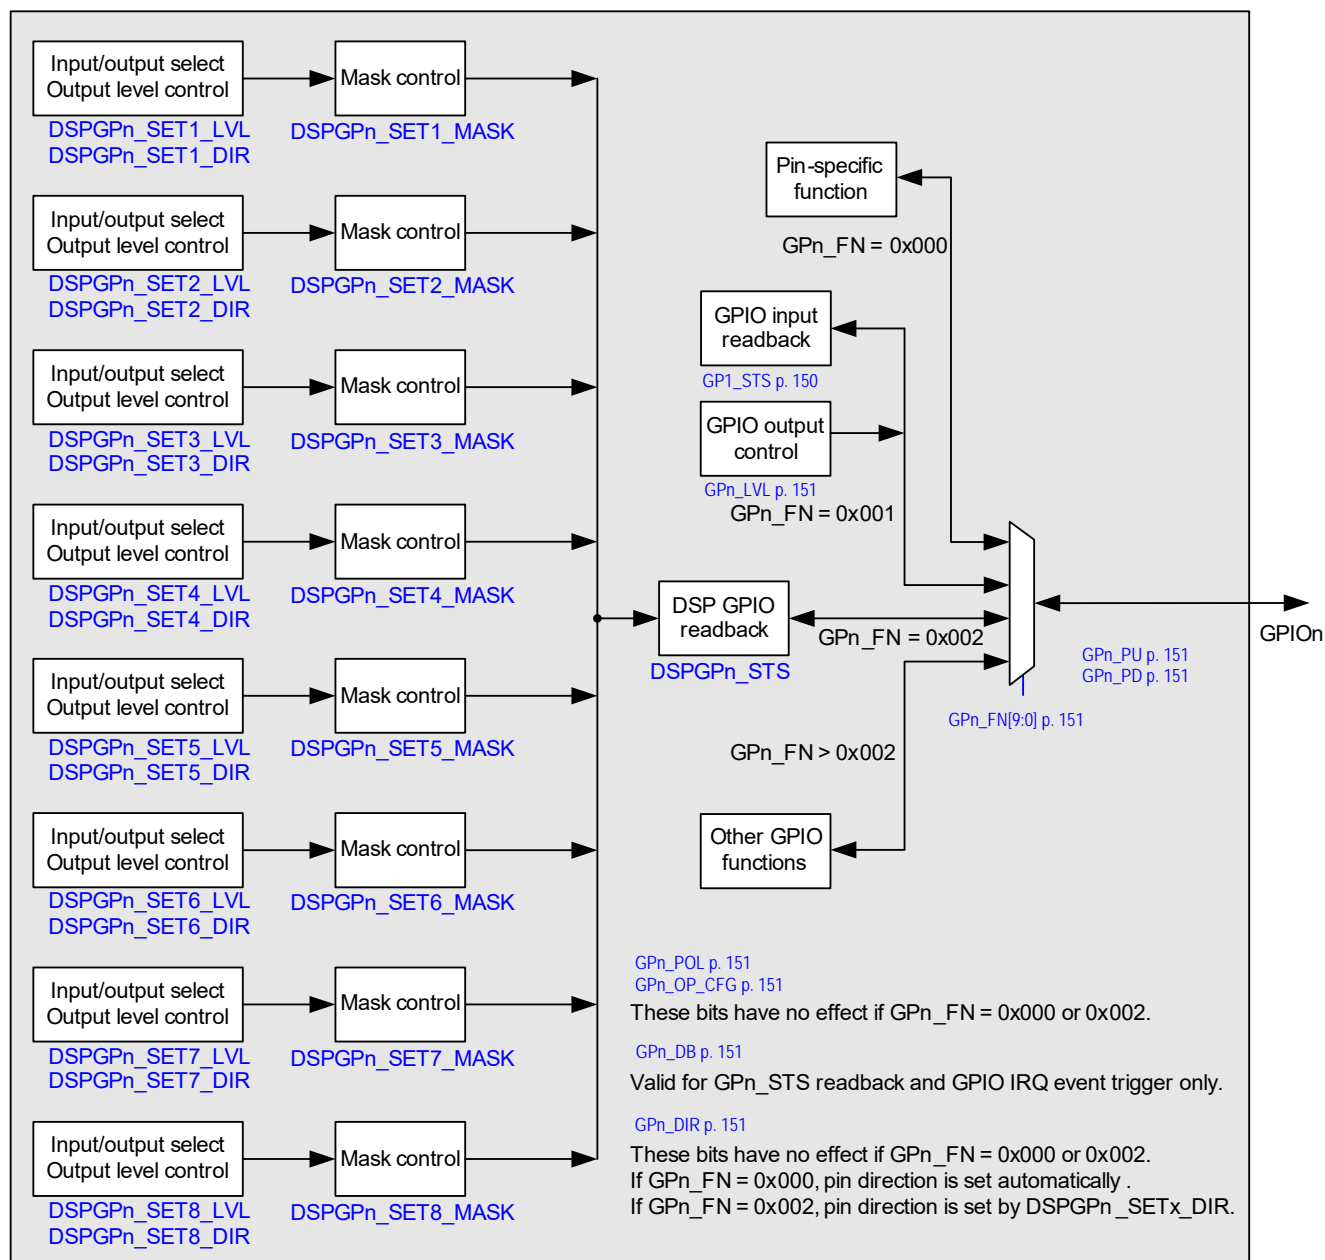 Input/output select
Output level control
Mask control
DSPGPn_SET1_LVL
DSPGPn_SET1_DIR
DSPGPn_SET1_MASK
Input/output select
Output level control
Mask control
DSPGPn_SET2_LVL
DSPGPn_SET2_DIR
DSPGPn_SET2_MASK
Input/output select
Output level control
Mask control
DSPGPn_SET3_LVL
DSPGPn_SET3_DIR
DSPGPn_SET3_MASK
Input/output select
Output level control
Mask control
DSPGPn_SET4_LVL
DSPGPn_SET4_DIR
DSPGPn_SET4_MASK
Input/output select
Output level control
Mask control
DSPGPn_SET5_LVL
DSPGPn_SET5_DIR
DSPGPn_SET5_MASK
Input/output select
Output level control
Mask control
DSPGPn_SET6_LVL
DSPGPn_SET6_DIR
DSPGPn_SET6_MASK
Input/output select
Output level control
Mask control
DSPGPn_SET7_LVL
DSPGPn_SET7_DIR
DSPGPn_SET7_MASK
Input/output select
Output level control
Mask control
DSPGPn_SET8_LVL
DSPGPn_SET8_DIR
DSPGPn_SET8_MASK
Pin-specific
function
GPn_FN = 0x000
GPIO input
readback
GP1_STS p. 150
GPIO output
control
GPn_LVL p. 151
GPn_FN = 0x001
DSP GPIO
readback
DSPGPn_STS
GPn_FN = 0x002
GPn_FN > 0x002
Other GPIO
functions
GPn_FN[9:0] p. 151
GPn_PU p. 151
GPn_PD p. 151
GPIOn
GPn_POL p. 151
GPn_OP_CFG p. 151
These bits have no effect if GPn_FN = 0x000 or 0x002.
GPn_DB p. 151
Valid for GPn_STS readback and GPIO IRQ event trigger only.
GPn_DIR p. 151
These bits have no effect if GPn_FN = 0x000 or 0x002.
If GPn_FN = 0x000, pin direction is set automatically .
If GPn_FN = 0x002, pin direction is set by DSPGPn _SETx_DIR.